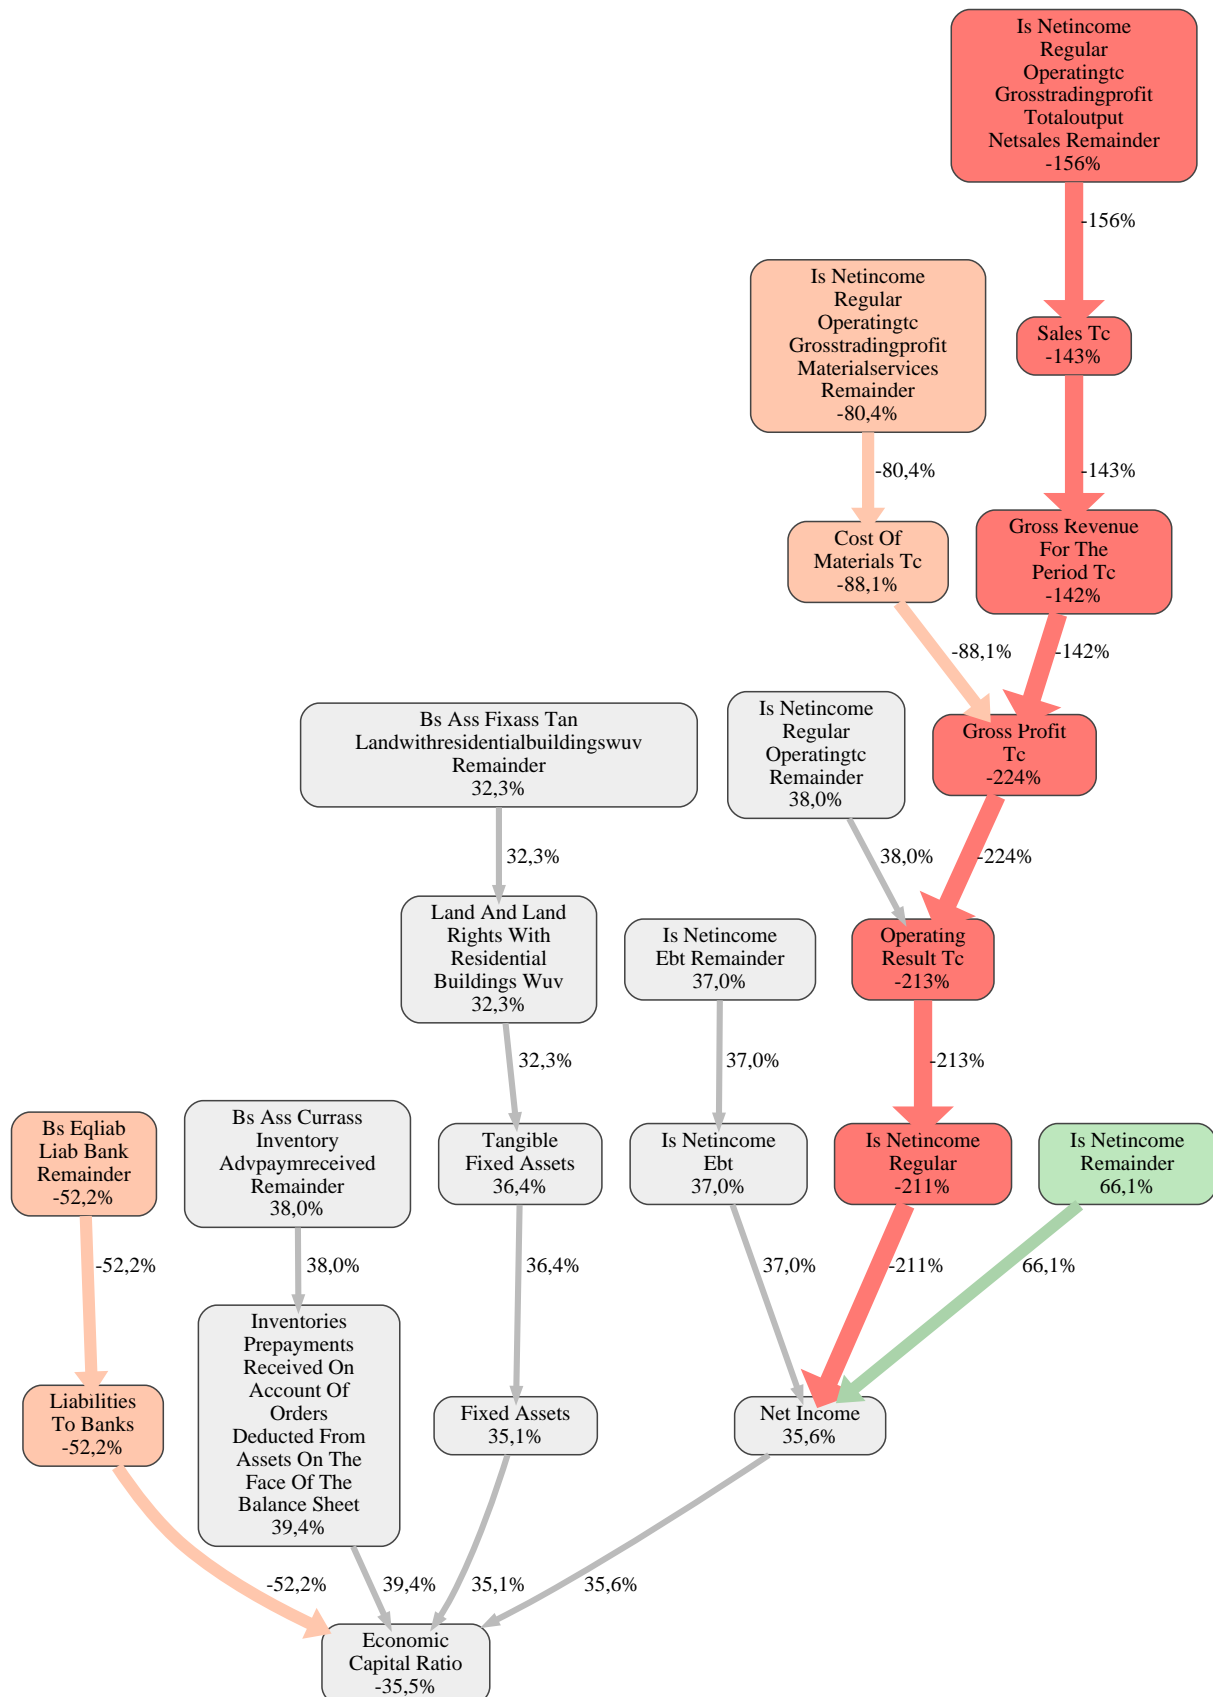 Is Netincome
Regular
Operatingtc
Grosstradingprofit
Totaloutput
Netsales Remainder
-156%
-156%
Is Netincome
Regular
Operatingtc
Grosstradingprofit
Materialservices
Remainder
-80,4%
Sales Tc
-143%
-80,4%
-143%
Cost Of
Materials Tc
-88,1%
Gross Revenue
For The
Period Tc
-142%
-88,1%
-142%
Bs Ass Fixass Tan
Landwithresidentialbuildingswuv
Remainder
32,3%
Is Netincome
Regular
Operatingtc
Remainder
38,0%
Gross Profit
Tc
-224%
32,3%
38,0%
-224%
Land And Land
Rights With
Residential
Buildings Wuv
32,3%
Is Netincome
Ebt Remainder
37,0%
Operating
Result Tc
-213%
32,3%
37,0%
-213%
Bs Eqliab
Liab Bank
Remainder
-52,2%
Bs Ass Currass
Inventory
Advpaymreceived
Remainder
38,0%
Tangible
Fixed Assets
36,4%
Is Netincome
Ebt
37,0%
Is Netincome
Regular
-211%
Is Netincome
Remainder
66,1%
-52,2%
38,0%
36,4%
37,0%
-211%
66,1%
Liabilities
To Banks
-52,2%
Inventories
Prepayments
Received On
Account Of
Orders
Deducted From
Assets On The
Face Of The
Balance Sheet
39,4%
Fixed Assets
35,1%
Net Income
35,6%
-52,2%
39,4%
35,1%
35,6%
Economic
Capital Ratio
-35,5%